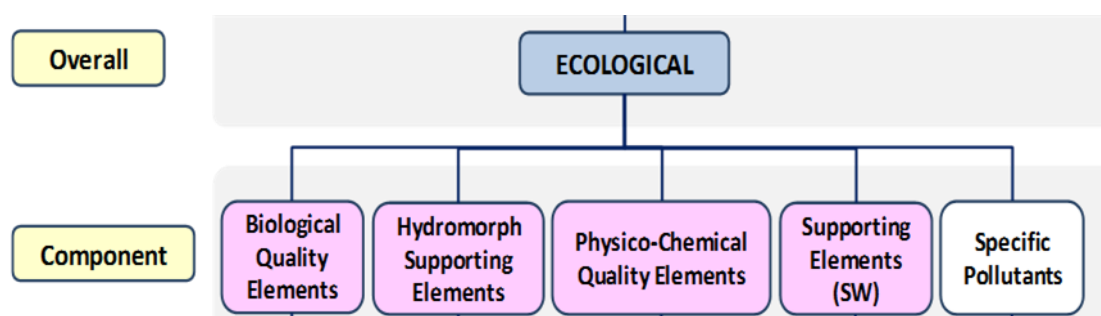 Overall
ECOLOGICAL
Component
Biological
Quality
Elements
Hydromorph
Supporting
Elements
Physico-Chemical
Quality Elements
Supporting
Elements
(SW)
Specific
Pollutants